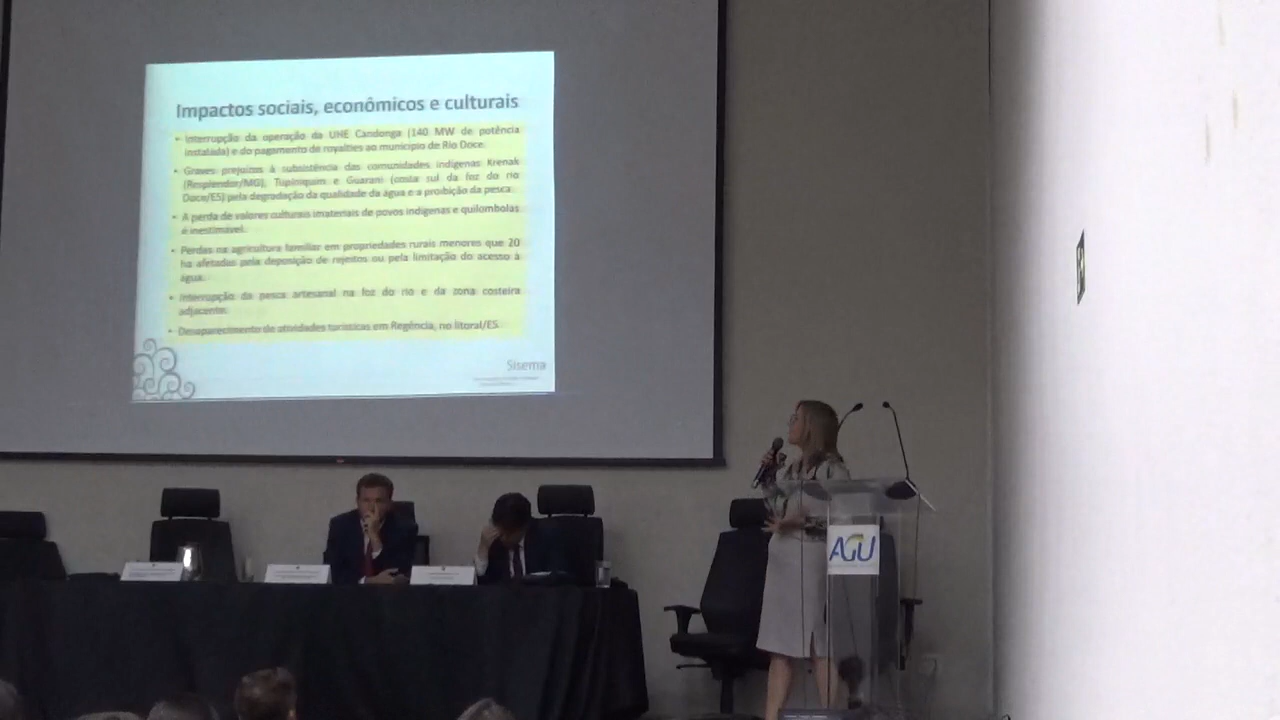 Impactos sociais, econômicos e culturais
• Interrupção da operação da UHE Candonga (140 MW de potência
instalada) e do pagamento de royalties ao município de Rio Doce.
• Graves prejuízos à subsistência das comunidades indígenas Krenak
(Resplendor/MG), Tupiniquim e Guarani (costa sul da foz do rio
Doce/ES) pela degradação da qualidade da água e a proibição da pesca.
• A perda de valores culturais imateriais de povos indígenas e quilombolas
é inestimável.
• Perdas na agricultura familiar em propriedades rurais menores que 20
ha afetadas pela deposição de rejeitos ou pela limitação do acesso à
água.
• Interrupção da pesca artesanal na foz do rio e da zona costeira
adjacente.
• Desaparecimento de atividades turísticas em Regência, no litoral/ES.
Sisema
AGU